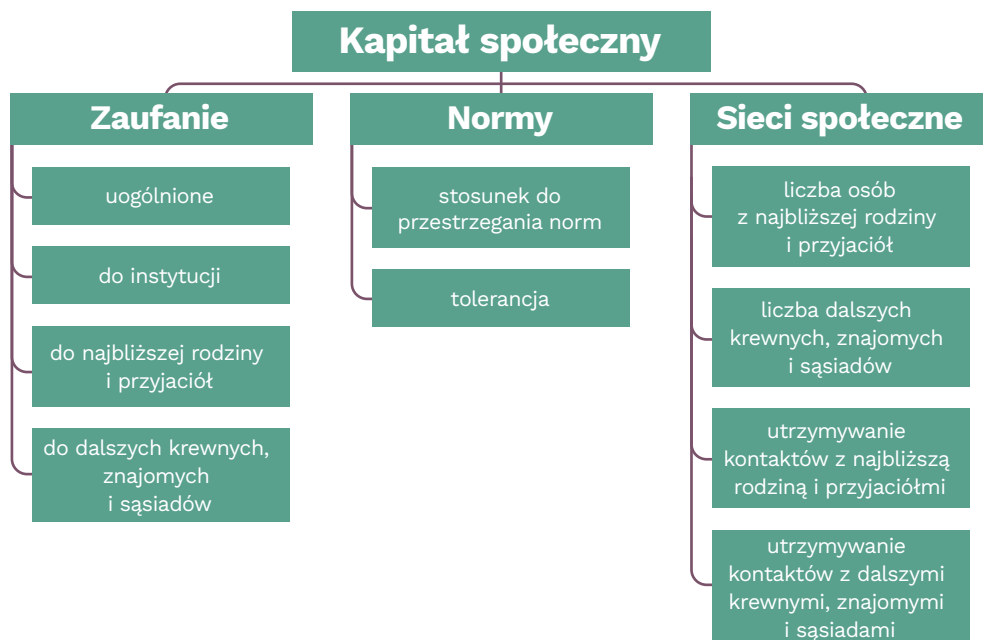 Kapitał społeczny
Zaufanie
uogólnione
do instytucji
do najbliższej rodziny
i przyjaciół
do dalszych krewnych,
znajomych
i sąsiadów
Normy
stosunek do
przestrzegania norm
tolerancja
Sieci społeczne
liczba osób
z najbliższej rodziny
i przyjaciół
liczba dalszych
krewnych, znajomych
i sąsiadów
utrzymywanie
kontaktów z najbliższą
rodziną i przyjaciółmi
utrzymywanie
kontaktów z dalszymi
krewnymi, znajomymi
i sąsiadami